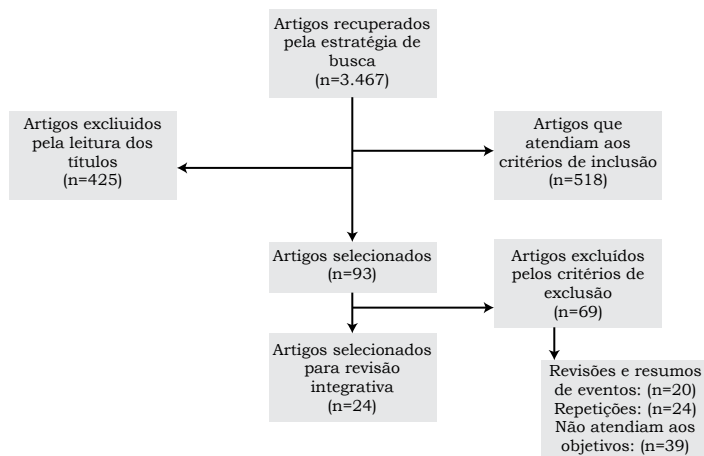 Artigos recuperados
pela estratégia de
busca
(n=3.467)
Artigos excliuidos
pela leitura dos
títulos
(n=425)
Artigos que
atendiam aos
critérios de inclusão
(n=518)
Artigos selecionados
(n=93)
Artigos excluídos
pelos critérios de
exclusão
(n=69)
Artigos selecionados
para revisão
integrativa
(n=24)
Revisões e resumos
de eventos: (n=20)
Repetições: (n=24)
Não atendiam aos
objetivos: (n=39)